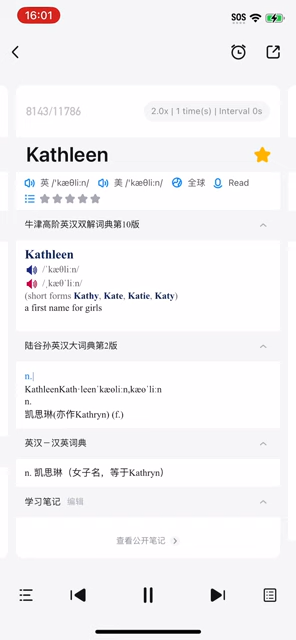 16:01
SOS
8143/11786
2.0x | 1 time(s) | Interval 0s
Kathleen
英 /'kæθliːn/ 美 /'kæθliːn/ 全球 Read
牛津高阶英汉双解词典第10版
Kathleen
/ˈkæθliːn/
/ˌkæθˈliːn/
(short forms Kathy, Kate, Katie, Katy)
a first name for girls
陆谷孙英汉大词典第2版
n.|
KathleenKath·leenˈkæθliːn,kæθˈliːn
n.
凯思琳(亦作Kathryn) (f.)
英汉－汉英词典
n. 凯思琳（女子名，等于Kathryn）
学习笔记 编辑
查看公开笔记